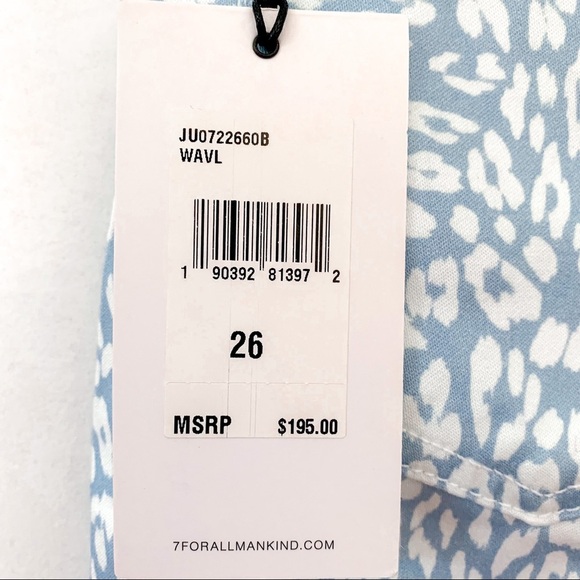 JU0722660B
WAVL
1 90392 81397 2
26
MSRP $195.00
7FORALLMANKIND.COM